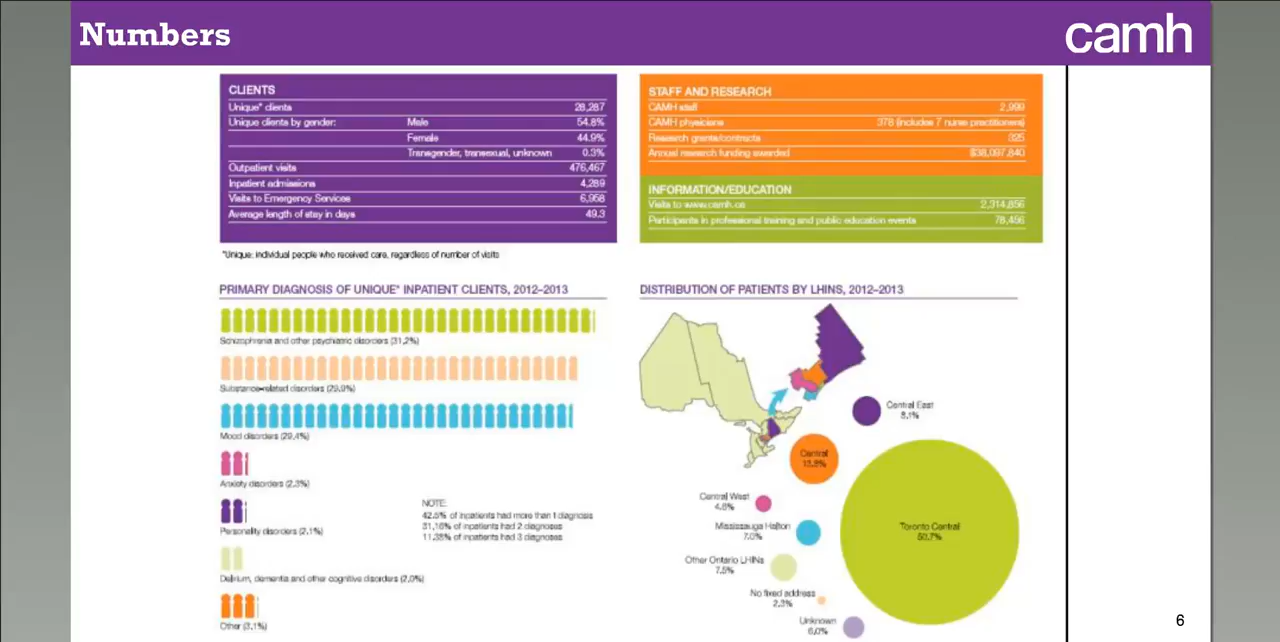 Numbers
camh
CLIENTS
Unique* clients 28,287
Unique clients by gender: Male 54.8%
Female 44.9%
Transgender, transexual, unknown 0.3%
Outpatient visits 476,467
Inpatient admissions 4,289
Visits to Emergency Services 6,958
Average length of stay in days 49.3
*Unique: individual people who received care, regardless of number of visits
STAFF AND RESEARCH
CAMH staff 2,999
CAMH physicians 378 (includes 7 nurse practitioners)
Research grants/contracts 325
Annual research funding awarded $38,097,840
INFORMATION/EDUCATION
Visits to www.camh.ca 2,314,856
Participants in professional training and public education events 78,456
PRIMARY DIAGNOSIS OF UNIQUE* INPATIENT CLIENTS, 2012–2013
Schizophrenia and other psychiatric disorders (31.2%)
Substance-related disorders (29.9%)
Mood disorders (29.4%)
Anxiety disorders (2.3%)
Personality disorders (2.1%)
Delirium, dementia and other cognitive disorders (2.0%)
Other (3.1%)
NOTE:
42.5% of inpatients had more than 1 diagnosis
31.16% of inpatients had 2 diagnoses
11.38% of inpatients had 3 diagnoses
DISTRIBUTION OF PATIENTS BY LHINS, 2012–2013
Central East
8.1%
Central
13.8%
Central West
4.6%
Mississauga Halton
7.0%
Toronto Central
50.7%
Other Ontario LHINs
7.5%
No fixed address
2.3%
Unknown
6.0%
6